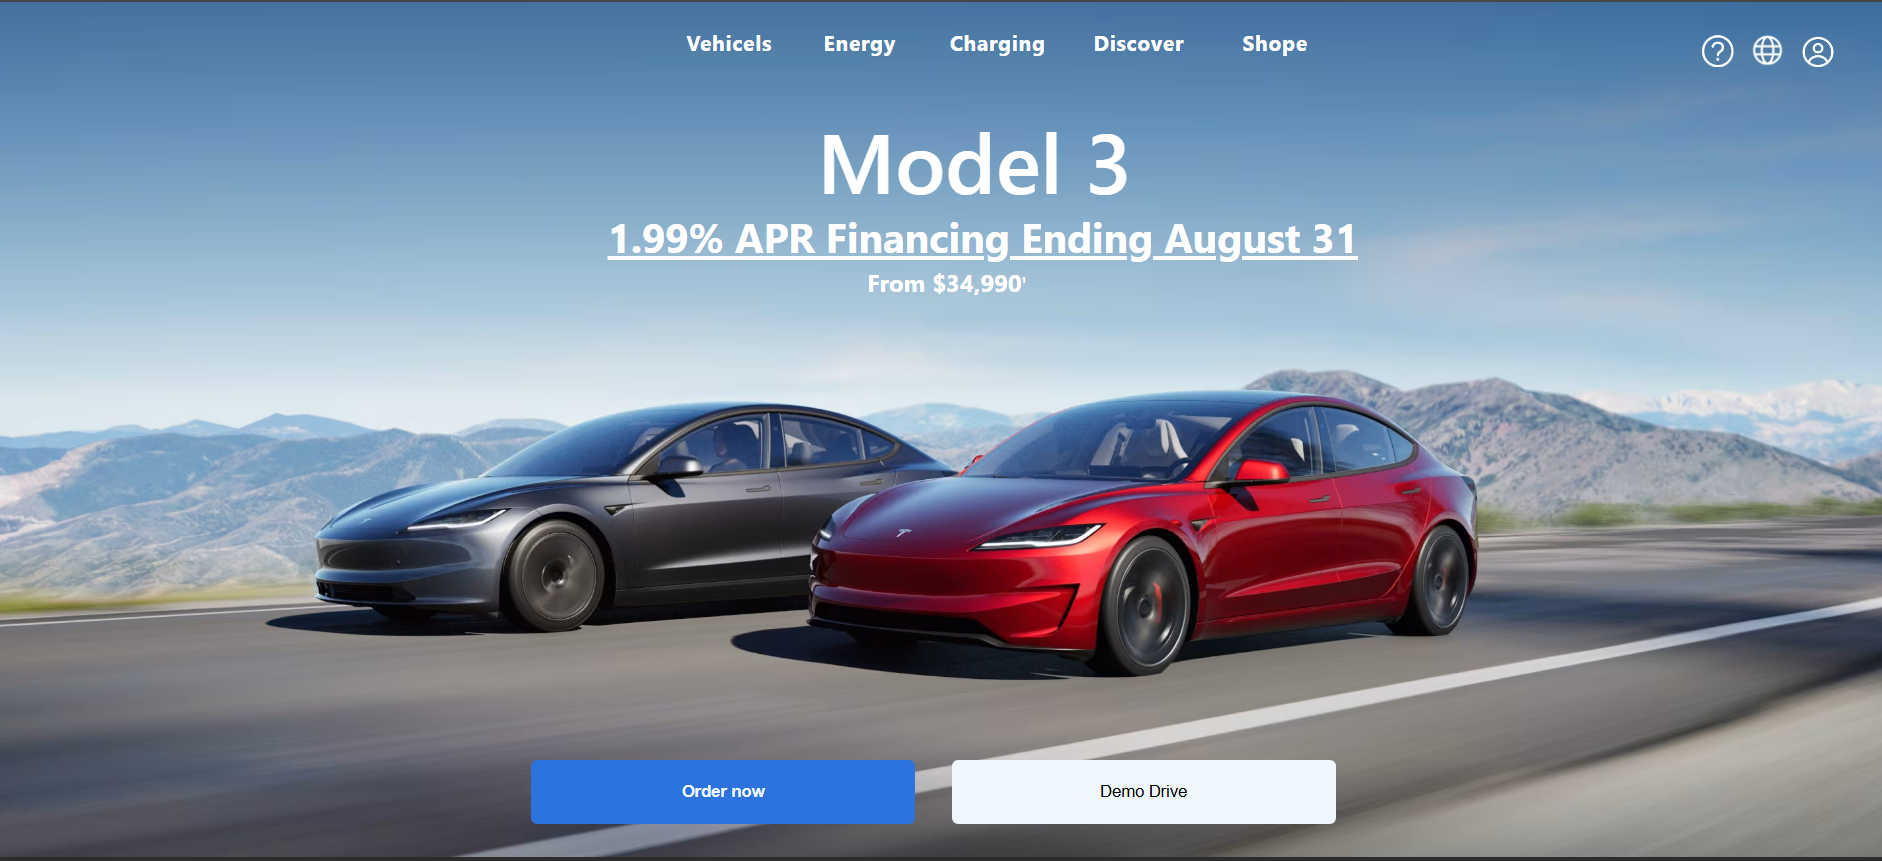 Vehicels Energy Charging Discover Shope
Model 3
1.99% APR Financing Ending August 31
From $34,990¹
Order now Demo Drive